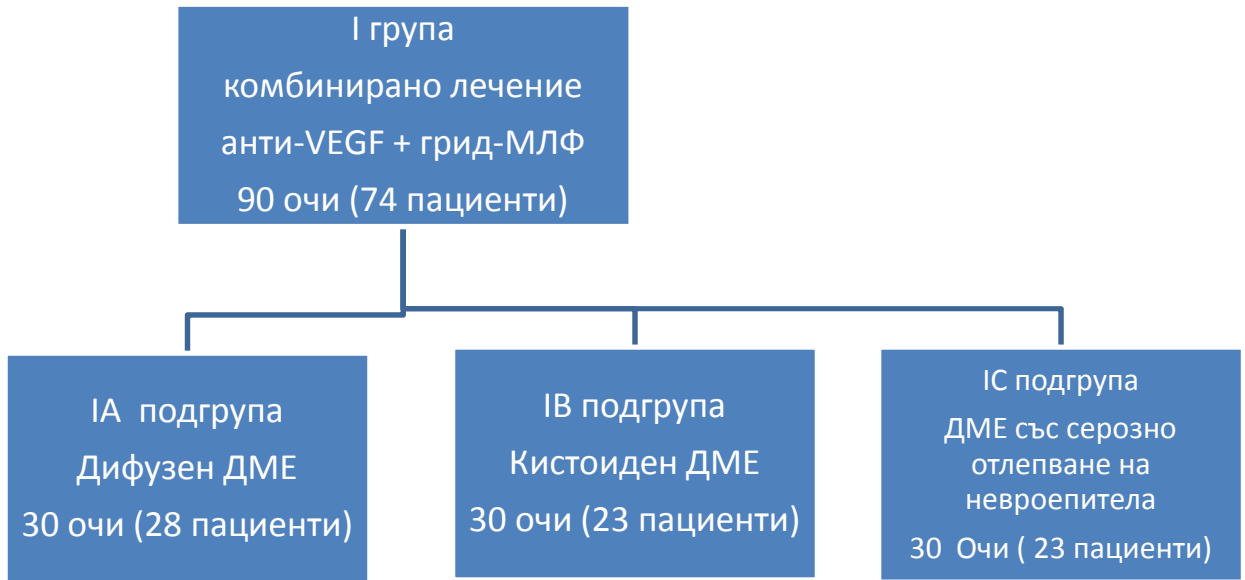 I група
комбинирано лечение
анти-VEGF + грид-МЛФ
90 очи (74 пациенти)
IA подгрупа
Дифузен ДМЕ
30 очи (28 пациенти)
IB подгрупа
Кистоиден ДМЕ
30 очи (23 пациенти)
IC подгрупа
ДМЕ със серозно
отлепване на
невроепитела
30 Очи ( 23 пациенти)